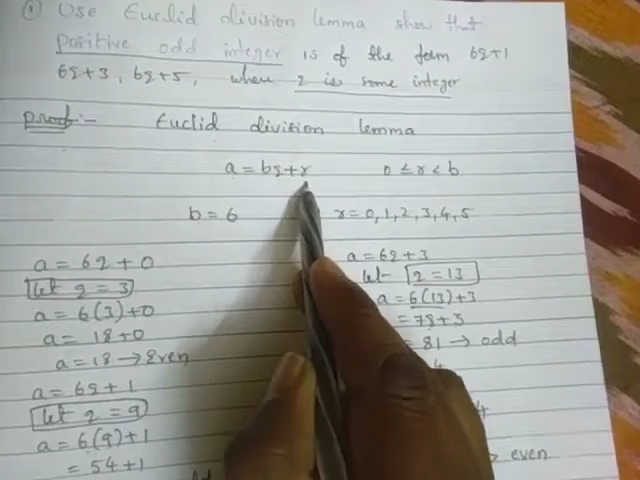 ① Use Euclid division lemma show that
positive odd integer is of the form 6q+1
6q+3, 6q+5, where q is some integer
proof:- Euclid division lemma
a = bq+r 0 ≤ r < b
b = 6 r = 0, 1, 2, 3, 4, 5
a = 6q + 0
let q = 3
a = 6(3)+0
a = 18+0
a = 18 → Even
a = 6q + 1
let q = 9
a = 6(9)+1
= 54+1
a = 6q + 3
let q = 13
a = 6(13)+3
= 78+3
= 81 → odd
4
4
even